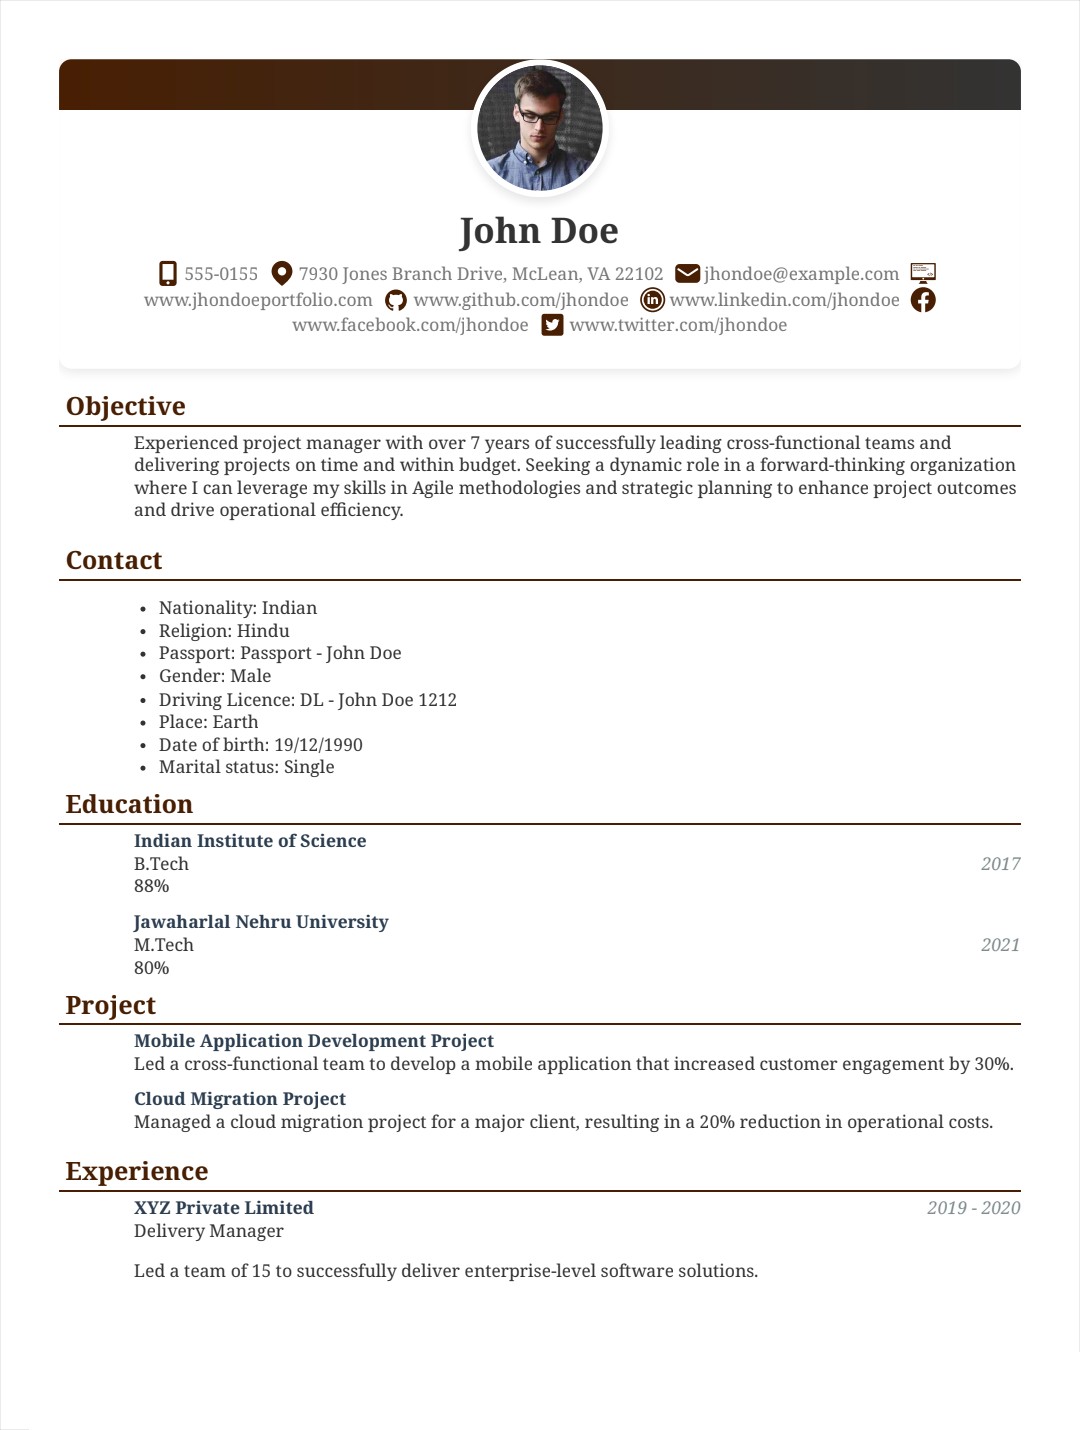 John Doe
555-0155 7930 Jones Branch Drive, McLean, VA 22102 jhondoe@example.com
www.jhondoeportfolio.com www.github.com/jhondoe www.linkedin.com/jhondoe
www.facebook.com/jhondoe www.twitter.com/jhondoe
Objective
Experienced project manager with over 7 years of successfully leading cross-functional teams and
delivering projects on time and within budget. Seeking a dynamic role in a forward-thinking organization
where I can leverage my skills in Agile methodologies and strategic planning to enhance project outcomes
and drive operational efficiency.
Contact
• Nationality: Indian
• Religion: Hindu
• Passport: Passport - John Doe
• Gender: Male
• Driving Licence: DL - John Doe 1212
• Place: Earth
• Date of birth: 19/12/1990
• Marital status: Single
Education
Indian Institute of Science
B.Tech 2017
88%
Jawaharlal Nehru University
M.Tech 2021
80%
Project
Mobile Application Development Project
Led a cross-functional team to develop a mobile application that increased customer engagement by 30%.
Cloud Migration Project
Managed a cloud migration project for a major client, resulting in a 20% reduction in operational costs.
Experience
XYZ Private Limited 2019 - 2020
Delivery Manager
Led a team of 15 to successfully deliver enterprise-level software solutions.